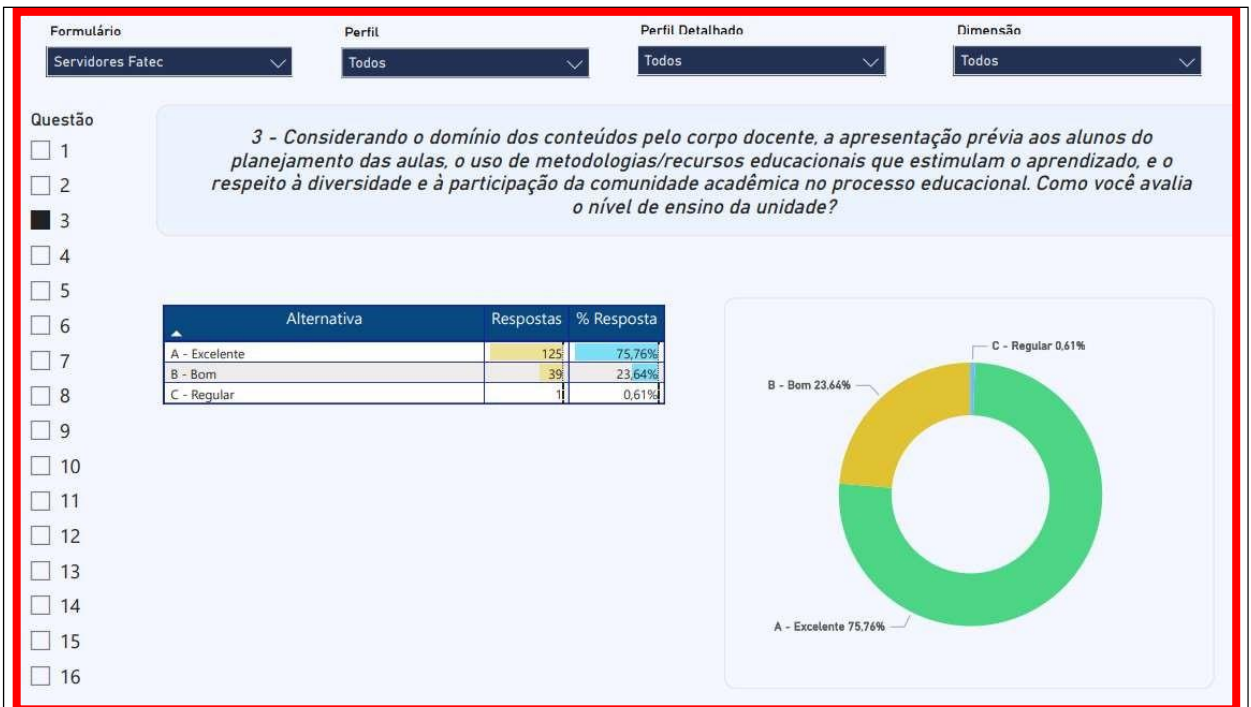 Formulário
Perfil
Perfil Detalhado
Dimensão
Servidores Fatec
Todos
Todos
Todos
Questão
1
2
3
4
5
6
7
8
9
10
11
12
13
14
15
16
3 - Considerando o domínio dos conteúdos pelo corpo docente, a apresentação prévia aos alunos do
planejamento das aulas, o uso de metodologias/recursos educacionais que estimulam o aprendizado, e o
respeito à diversidade e à participação da comunidade acadêmica no processo educacional. Como você avalia
o nível de ensino da unidade?
Alternativa Respostas % Resposta
A - Excelente 125 75,76%
B - Bom 39 23,64%
C - Regular 1 0,61%
C - Regular 0,61%
B - Bom 23,64%
A - Excelente 75,76%